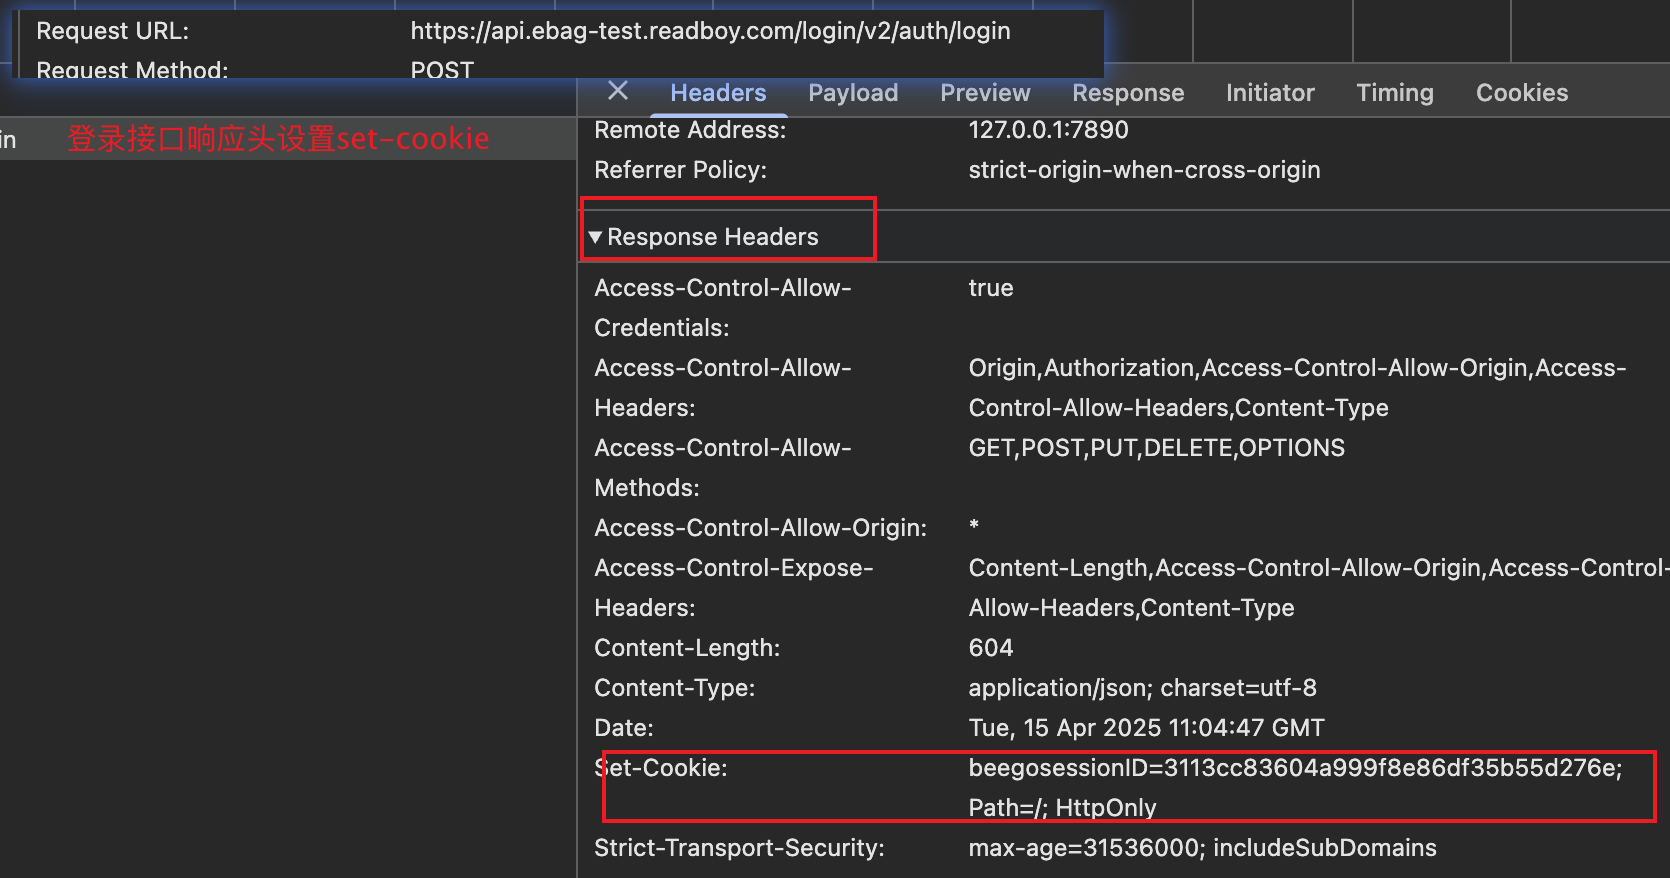 Request URL: https://api.ebag-test.readboy.com/login/v2/auth/login
Request Method: POST
Headers Payload Preview Response Initiator Timing Cookies
in 登录接口响应头设置set-cookie
Remote Address: 127.0.0.1:7890
Referrer Policy: strict-origin-when-cross-origin
▼Response Headers
Access-Control-Allow- true
Credentials:
Access-Control-Allow- Origin,Authorization,Access-Control-Allow-Origin,Access-
Headers: Control-Allow-Headers,Content-Type
Access-Control-Allow- GET,POST,PUT,DELETE,OPTIONS
Methods:
Access-Control-Allow-Origin: *
Access-Control-Expose- Content-Length,Access-Control-Allow-Origin,Access-Control-
Headers: Allow-Headers,Content-Type
Content-Length: 604
Content-Type: application/json; charset=utf-8
Date: Tue, 15 Apr 2025 11:04:47 GMT
Set-Cookie: beegosessionID=3113cc83604a999f8e86df35b55d276e;
Path=/; HttpOnly
Strict-Transport-Security: max-age=31536000; includeSubDomains